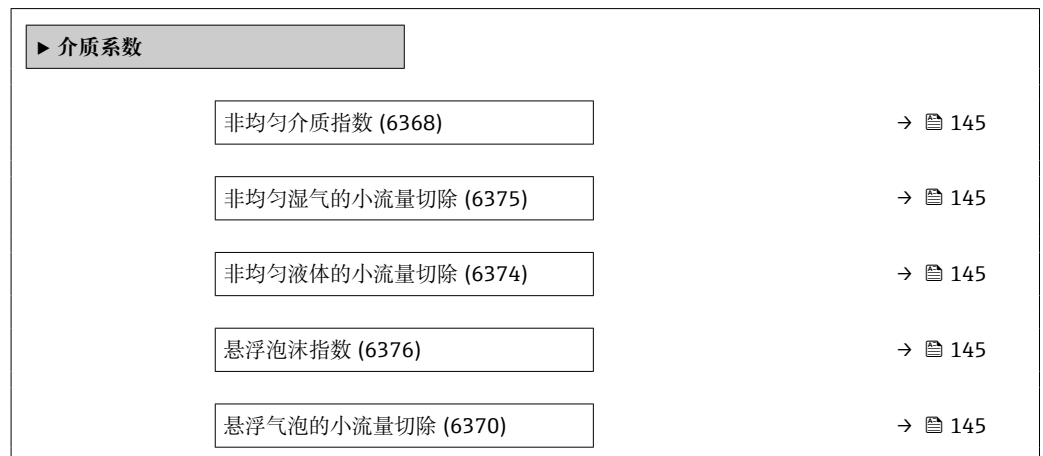 ▶ 介质系数
非均匀介质指数 (6368) → 145
非均匀湿气的小流量切除 (6375) → 145
非均匀液体的小流量切除 (6374) → 145
悬浮泡沫指数 (6376) → 145
悬浮气泡的小流量切除 (6370) → 145